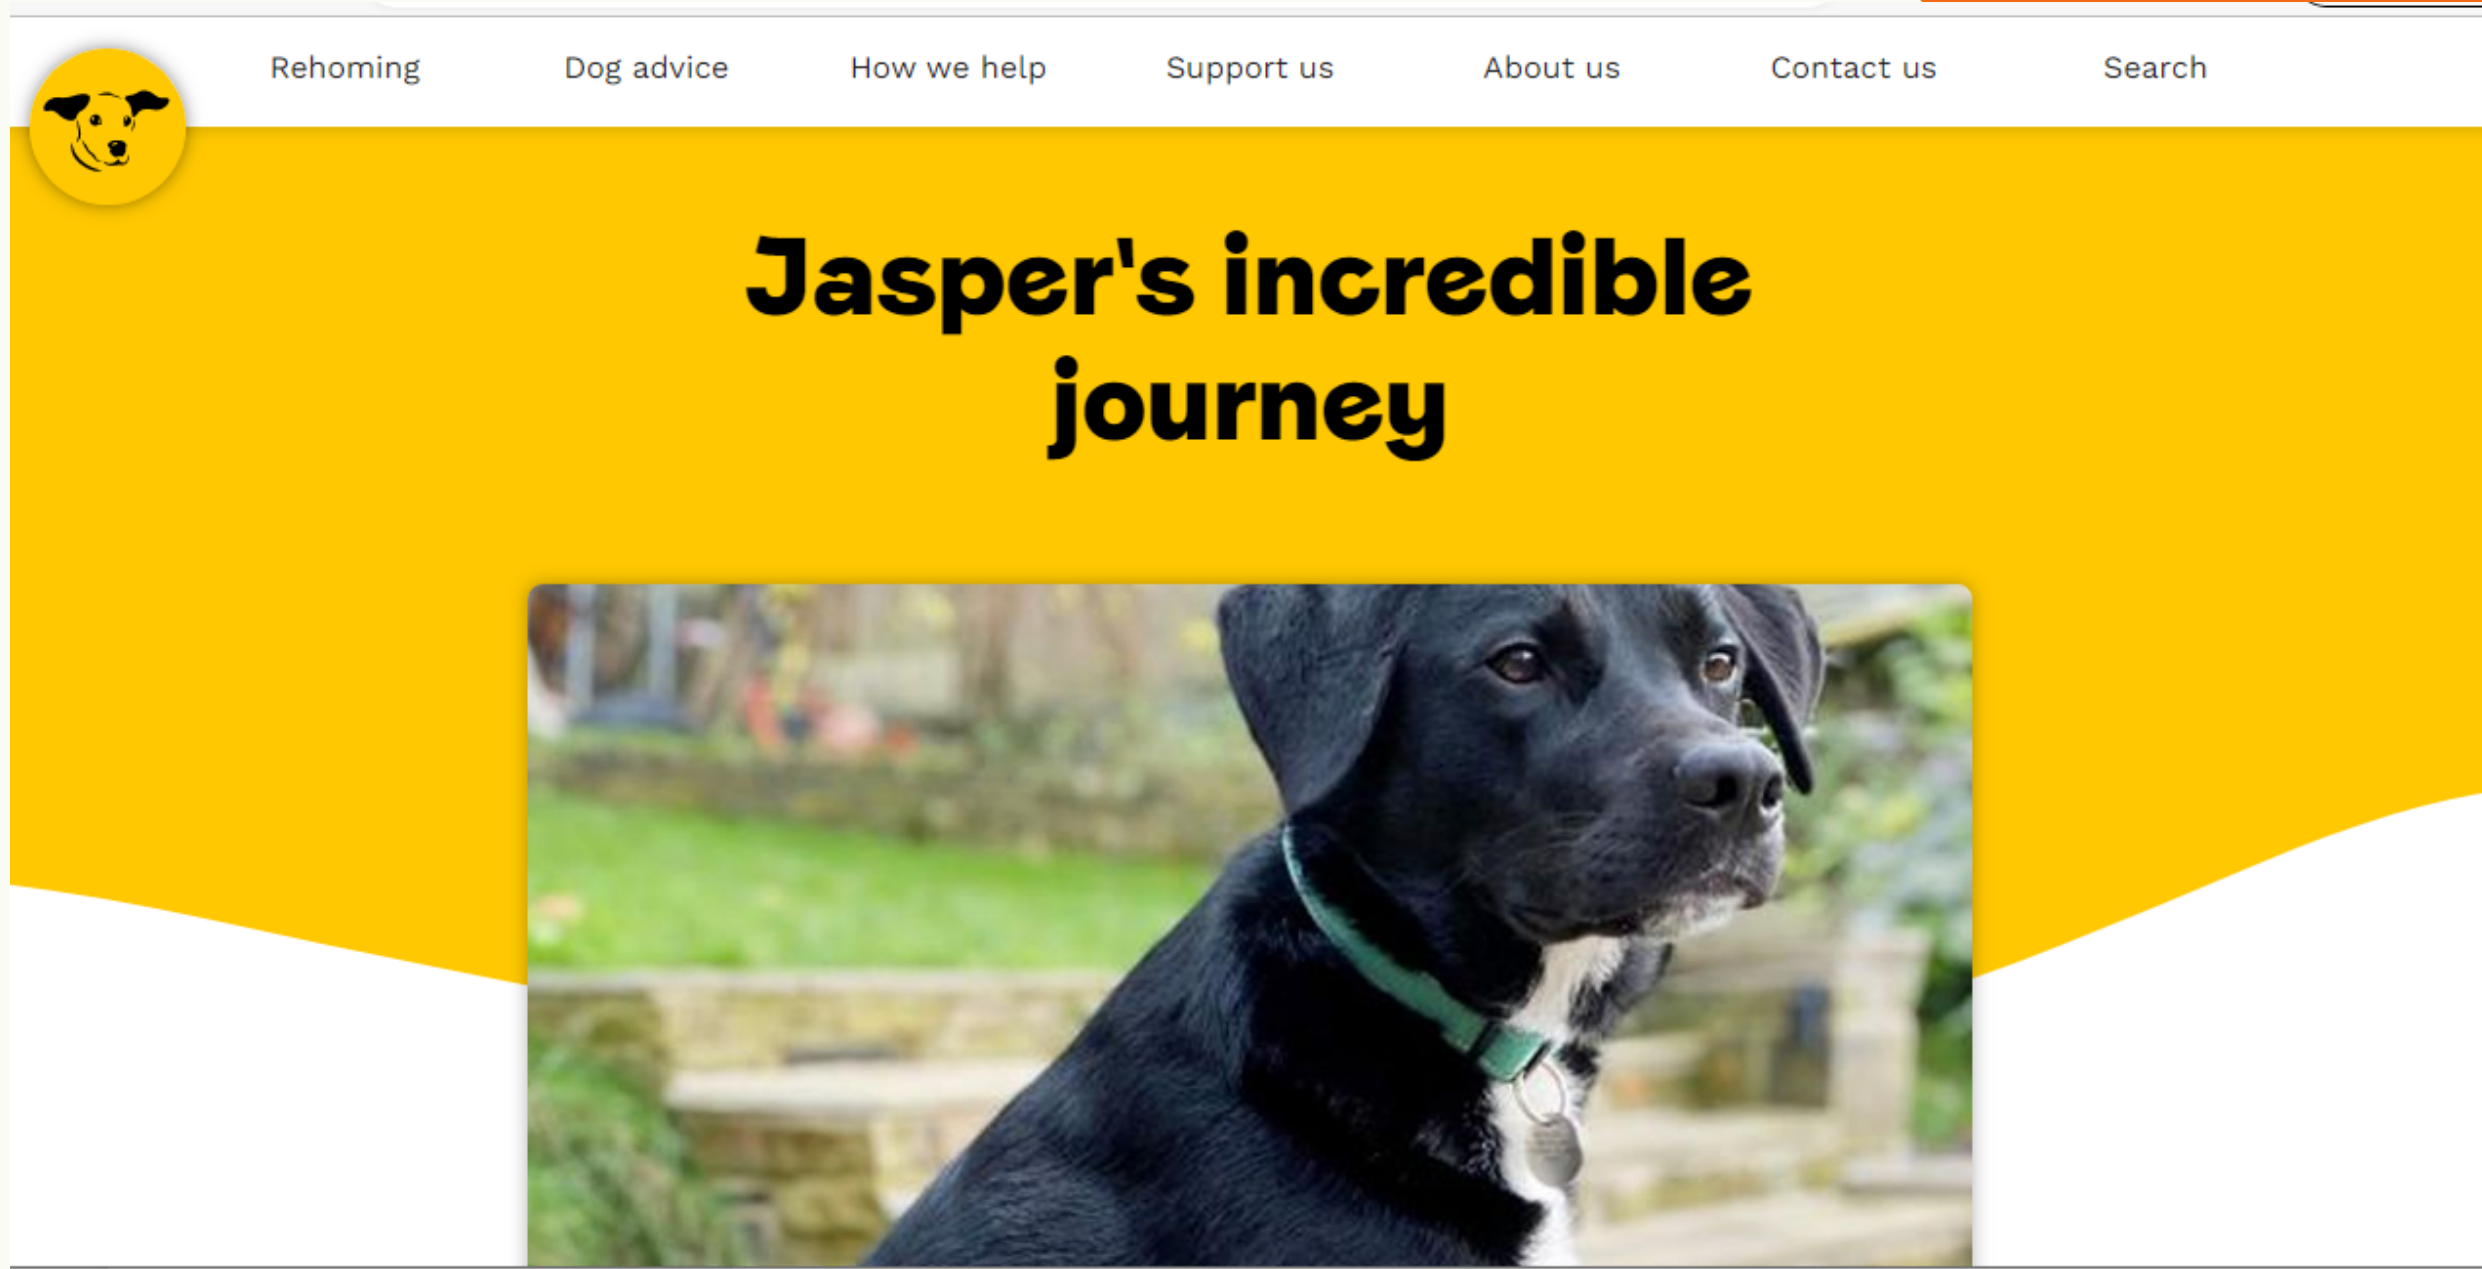 Rehoming Dog advice How we help Support us About us Contact us Search
Jasper's incredible
journey